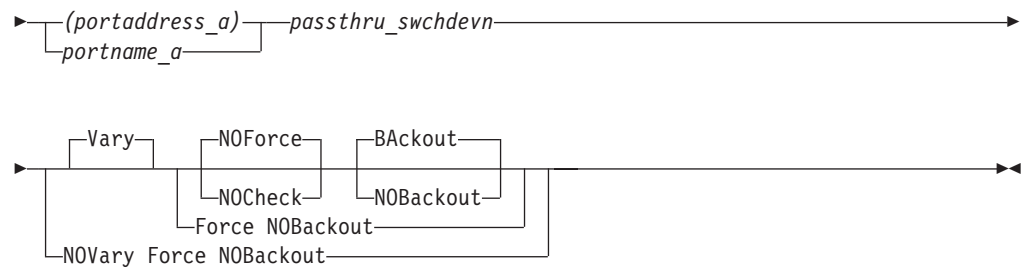 (portaddress_a) passthru_swchdevn
portname_a
Vary NOForce BAckout
NOCheck NOBackout
Force NOBackout
NOVary Force NOBackout